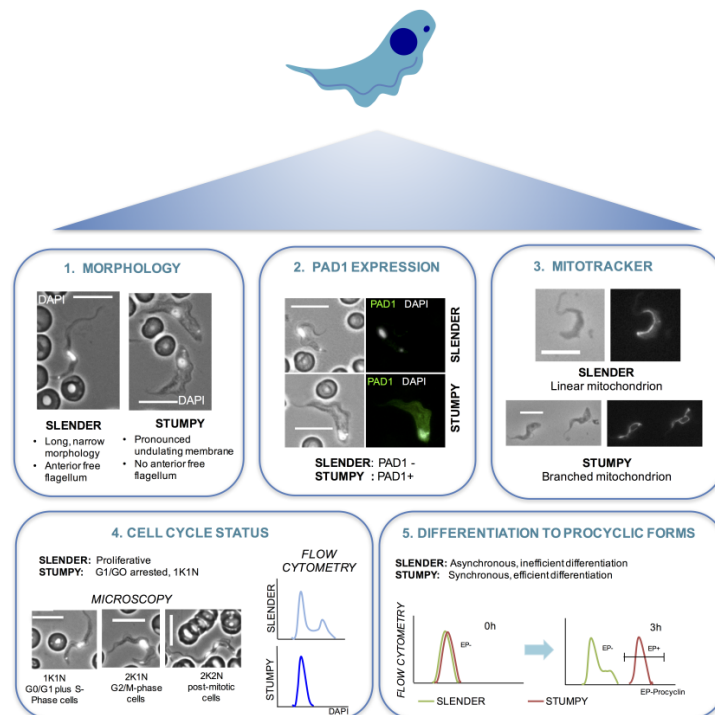 1. MORPHOLOGY
DAPI
DAPI
SLENDER
• Long, narrow
morphology
• Anterior free
flagellum
STUMPY
• Pronounced
undulating membrane
• No anterior free
flagellum
2. PAD1 EXPRESSION
PAD1 DAPI
SLENDER
PAD1 DAPI
STUMPY
SLENDER: PAD1 -
STUMPY : PAD1+
3. MITOTRACKER
SLENDER
Linear mitochondrion
STUMPY
Branched mitochondrion
4. CELL CYCLE STATUS
SLENDER: Proliferative
STUMPY: G1/GO arrested, 1K1N
MICROSCOPY
1K1N
G0/G1 plus S-
Phase cells
2K1N
G2/M-phase
cells
2K2N
post-mitotic
cells
FLOW
CYTOMETRY
SLENDER
STUMPY
DAPI
5. DIFFERENTIATION TO PROCYCLIC FORMS
SLENDER: Asynchronous, inefficient differentiation
STUMPY: Synchronous, efficient differentiation
FLOW CYTOMETRY
0h
EP-
3h
EP-
EP+
EP-Procyclin
SLENDER
STUMPY